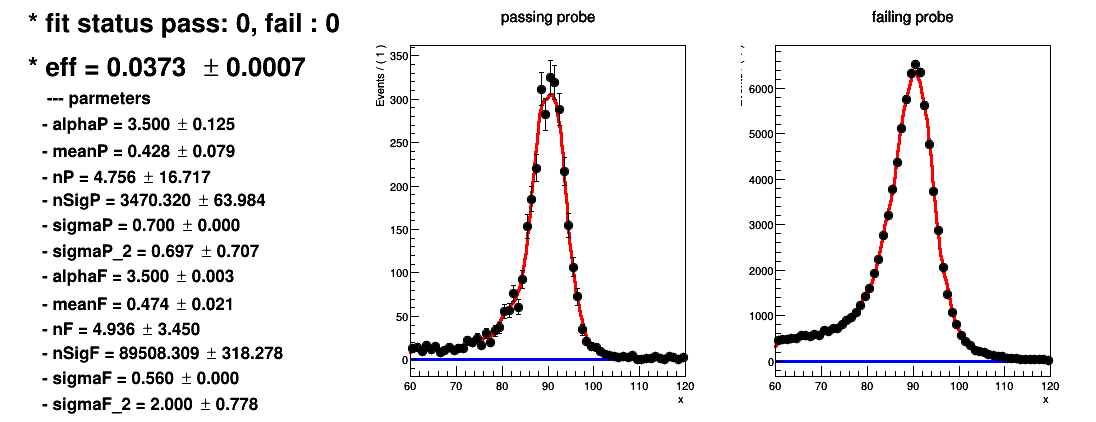 * fit status pass: 0, fail : 0
* eff = 0.0373 ± 0.0007
--- parmeters
- alphaP = 3.500 ± 0.125
- meanP = 0.428 ± 0.079
- nP = 4.756 ± 16.717
- nSigP = 3470.320 ± 63.984
- sigmaP = 0.700 ± 0.000
- sigmaP_2 = 0.697 ± 0.707
- alphaF = 3.500 ± 0.003
- meanF = 0.474 ± 0.021
- nF = 4.936 ± 3.450
- nSigF = 89508.309 ± 318.278
- sigmaF = 0.560 ± 0.000
- sigmaF_2 = 2.000 ± 0.778
passing probe
Events / ( 1 )
350
300
250
200
150
100
50
0
60 70 80 90 100 110 120
x
failing probe
6000
5000
4000
3000
2000
1000
0
60 70 80 90 100 110 120
x